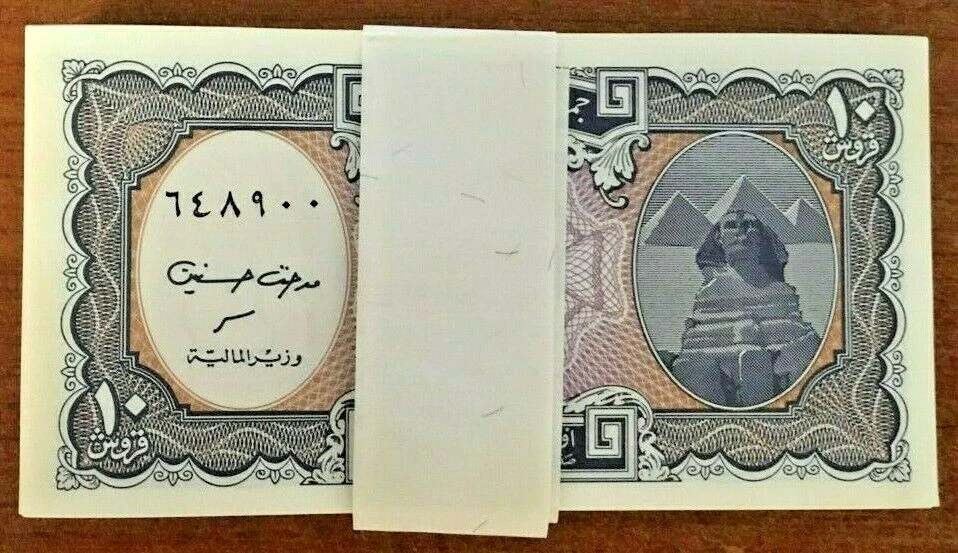 ١٠
قروش
٦٤٨٩٠٠
مدحت حسنين
وزير المالية
١٠
قروش